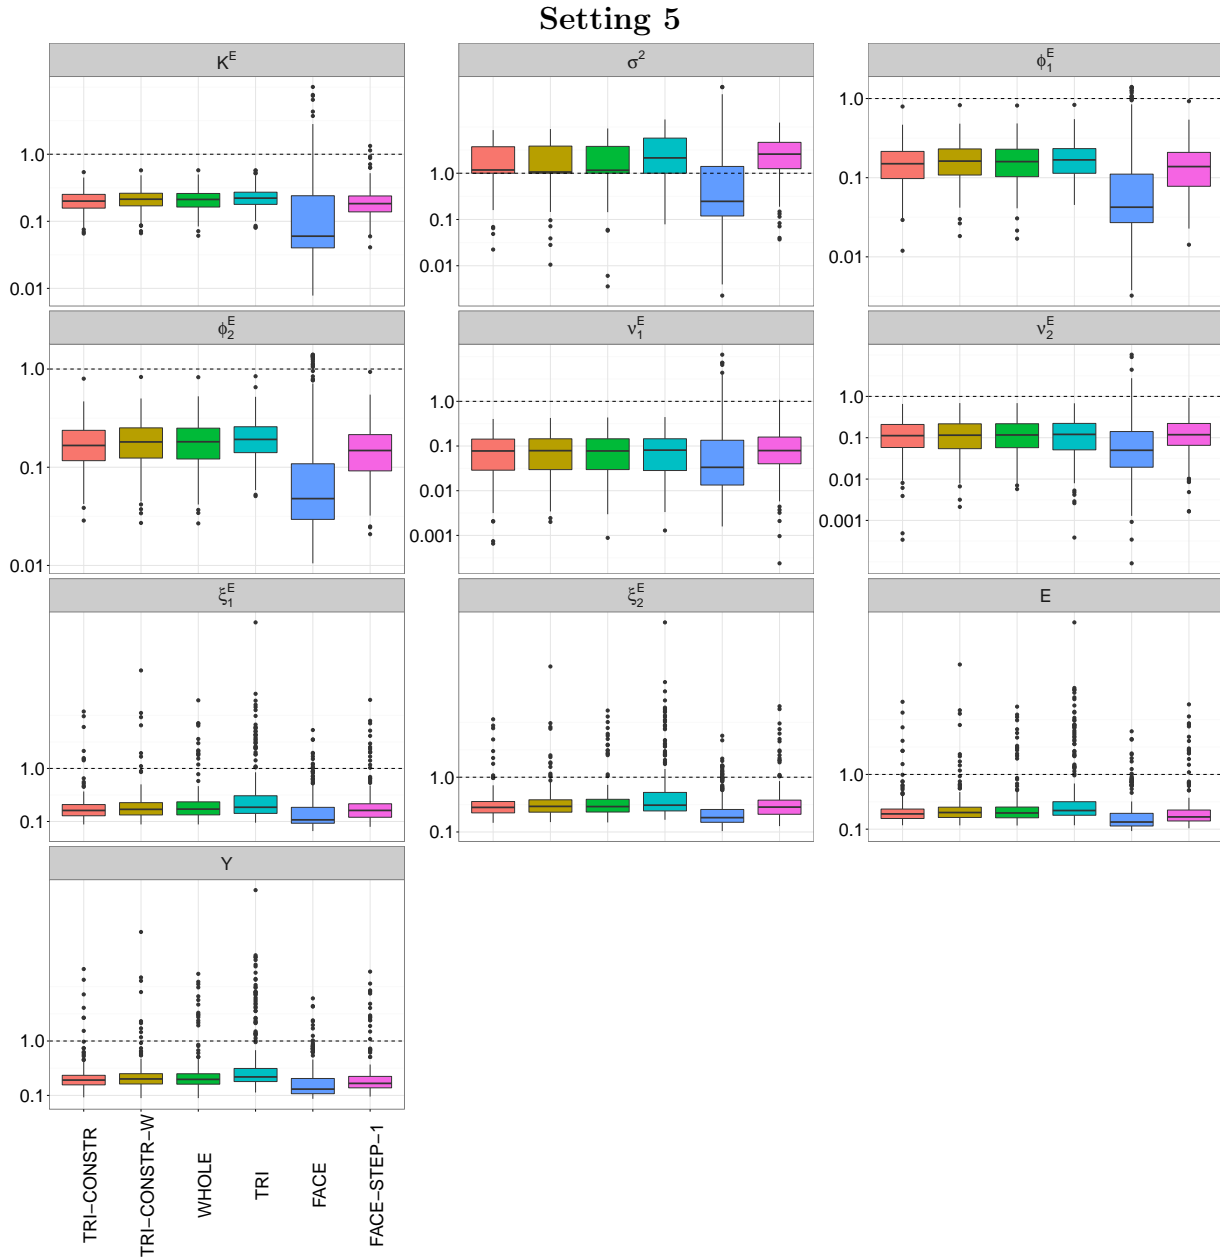 Setting 5
K^E σ² ϕ₁^E
1.0 0.1 0.01
1.0 0.1 0.01
1.0 0.1 0.01
ϕ₂^E ν₁^E ν₂^E
1.0 0.1 0.01
1.0 0.1 0.01 0.001
1.0 0.1 0.001
ξ₁^E ξ₂^E E
1.0 0.1
1.0 0.1
1.0 0.1
Y
1.0 0.1
TRI−CONSTR
TRI−CONSTR−W
WHOLE
TRI
FACE
FACE−STEP−1